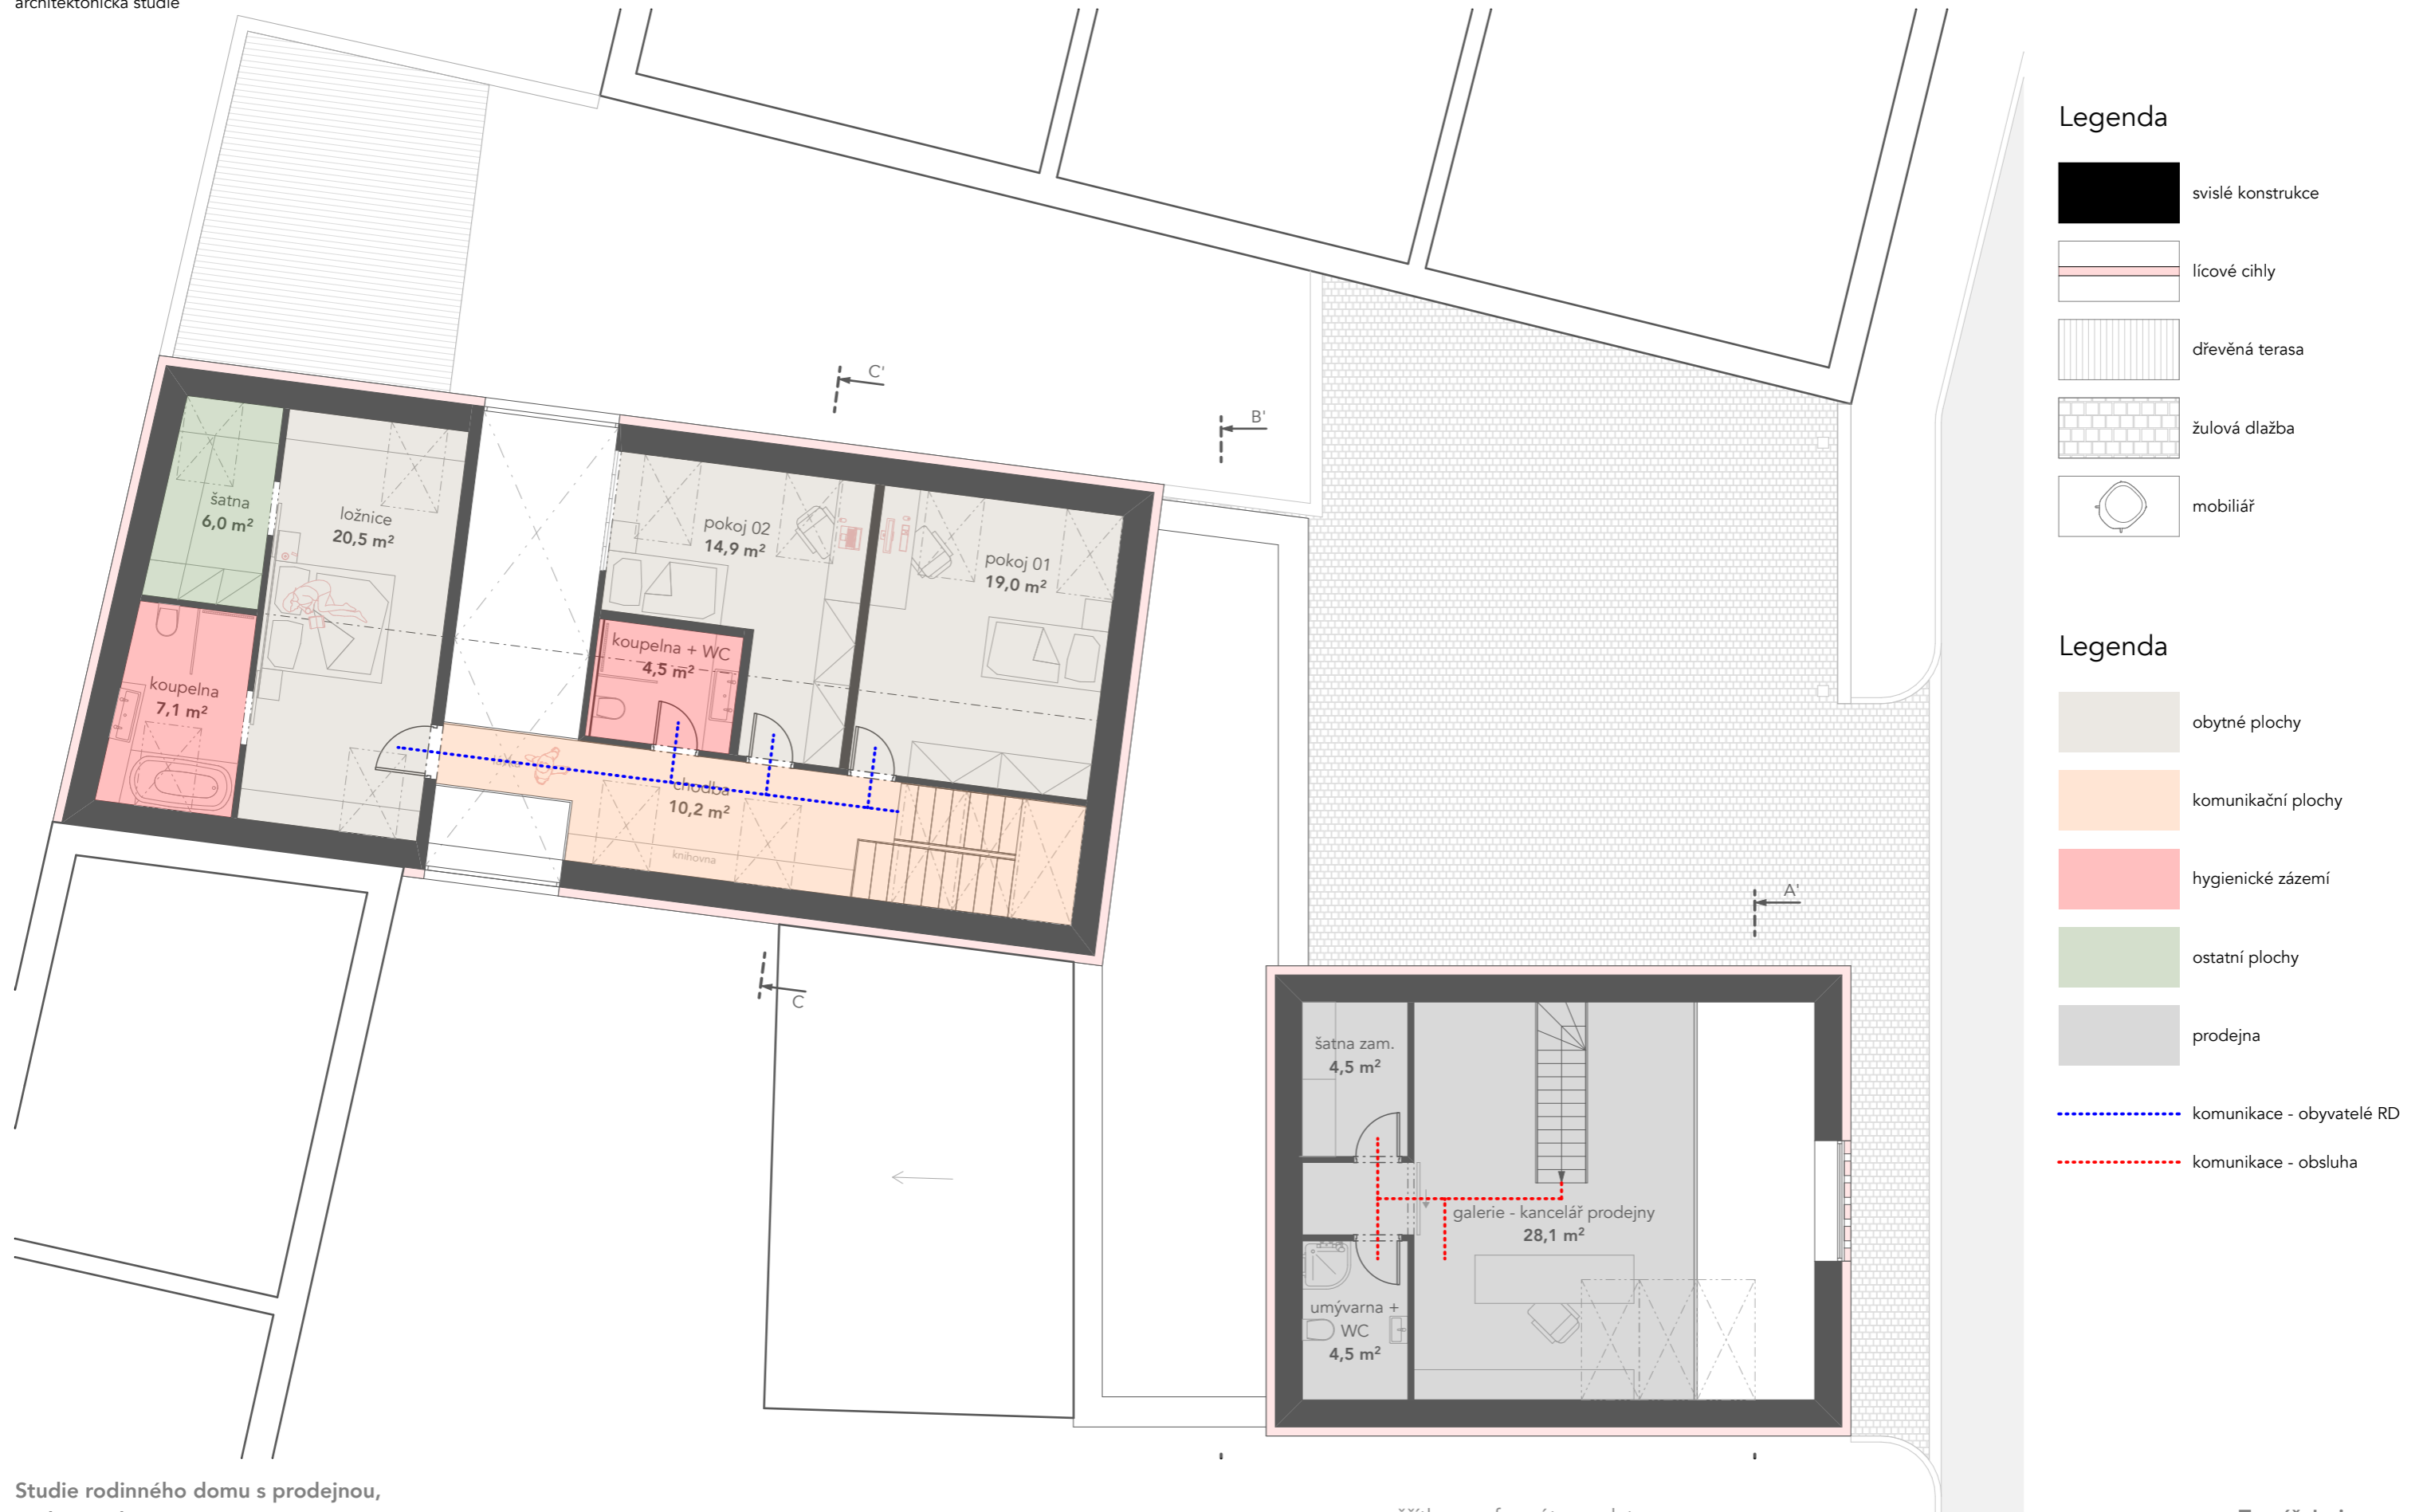 architektonická studie
C'
B'
šatna
6,0 m²
ložnice
20,5 m²
pokoj 02
14,9 m²
pokoj 01
19,0 m²
koupelna + WC
4,5 m²
koupelna
7,1 m²
chodba
10,2 m²
knihovna
C
A'
šatna zam.
4,5 m²
galerie - kancelář prodejny
28,1 m²
umývarna +
WC
4,5 m²
Legenda
svislé konstrukce
lícové cihly
dřevěná terasa
žulová dlažba
mobiliář
Legenda
obytné plochy
komunikační plochy
hygienické zázemí
ostatní plochy
prodejna
komunikace - obyvatelé RD
komunikace - obsluha
Studie rodinného domu s prodejnou,